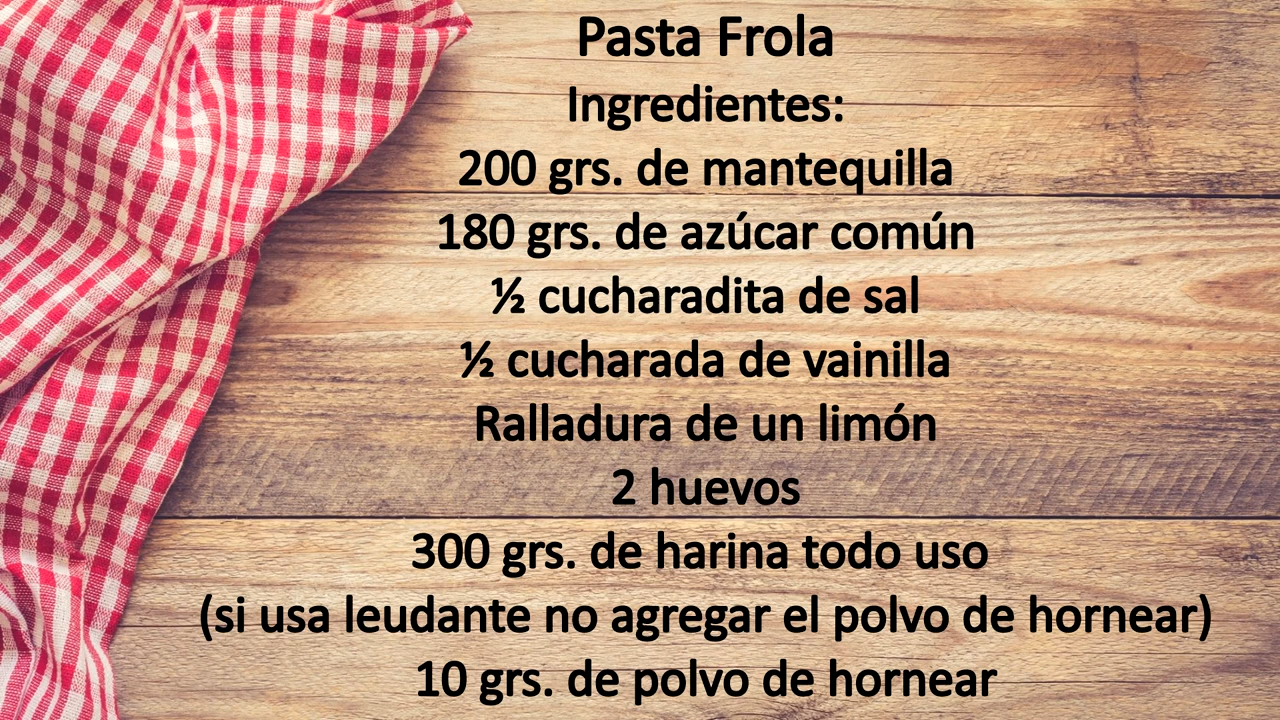 Pasta Frola
Ingredientes:
200 grs. de mantequilla
180 grs. de azúcar común
½ cucharadita de sal
½ cucharada de vainilla
Ralladura de un limón
2 huevos
300 grs. de harina todo uso
(si usa leudante no agregar el polvo de hornear)
10 grs. de polvo de hornear